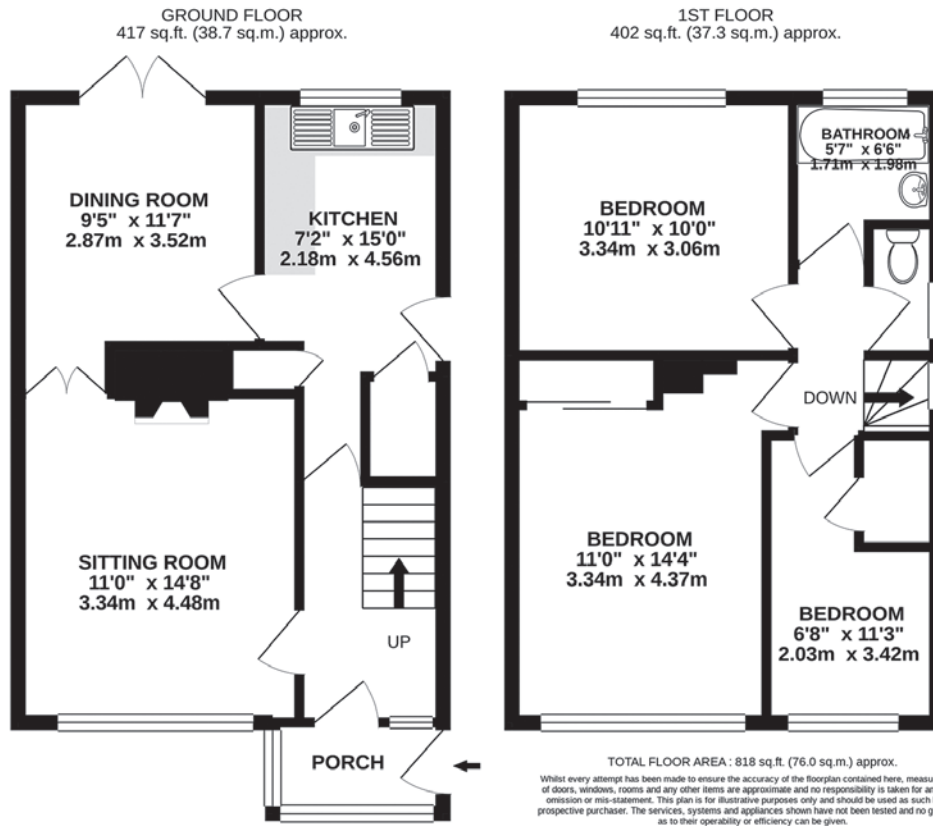 GROUND FLOOR
417 sq.ft. (38.7 sq.m.) approx.
DINING ROOM
9'5" x 11'7"
2.87m x 3.52m
KITCHEN
7'2" x 15'0"
2.18m x 4.56m
SITTING ROOM
11'0" x 14'8"
3.34m x 4.48m
UP
PORCH
1ST FLOOR
402 sq.ft. (37.3 sq.m.) approx.
BATHROOM
5'7" x 6'6"
1.71m x 1.98m
BEDROOM
10'11" x 10'0"
3.34m x 3.06m
DOWN
BEDROOM
11'0" x 14'4"
3.34m x 4.37m
BEDROOM
6'8" x 11'3"
2.03m x 3.42m
TOTAL FLOOR AREA : 818 sq.ft. (76.0 sq.m.) approx.
Whilst every attempt has been made to ensure the accuracy of the floorplan contained here,
of doors, windows, rooms and any other items are approximate and no responsibility is taken for
omission or mis-statement. This plan is for illustrative purposes only and should be used as such
prospective purchaser. The services, systems and appliances shown have not been tested and no
as to their operability or efficiency can be given.